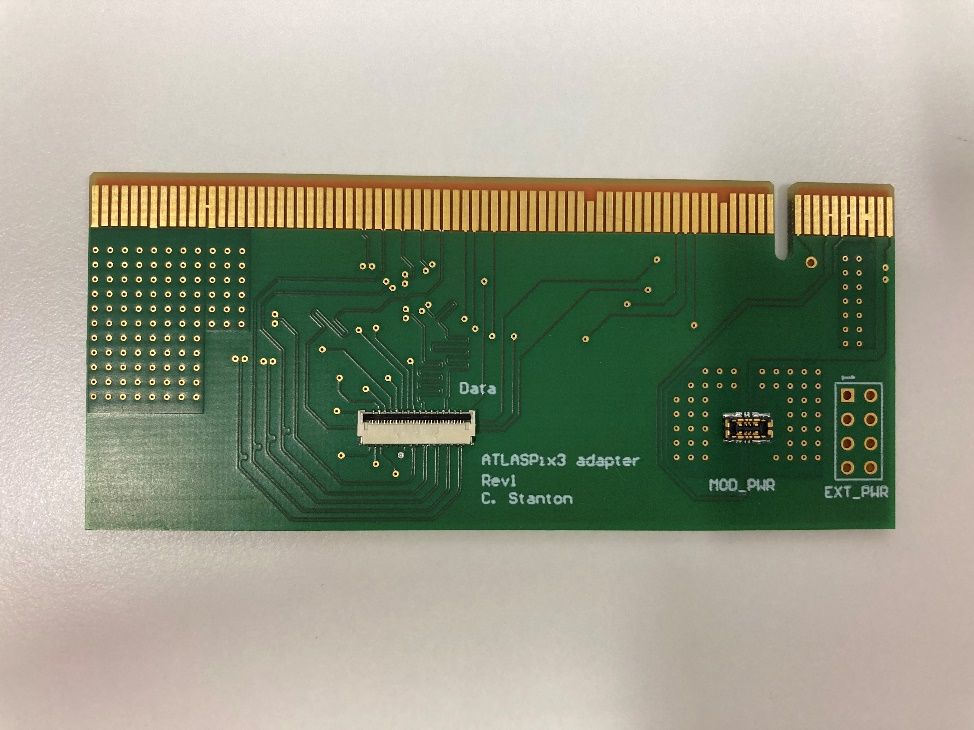 Data
ATLASPix3 adapter
Rev1
C. Stanton
1
MOD_PWR
EXT_PWR